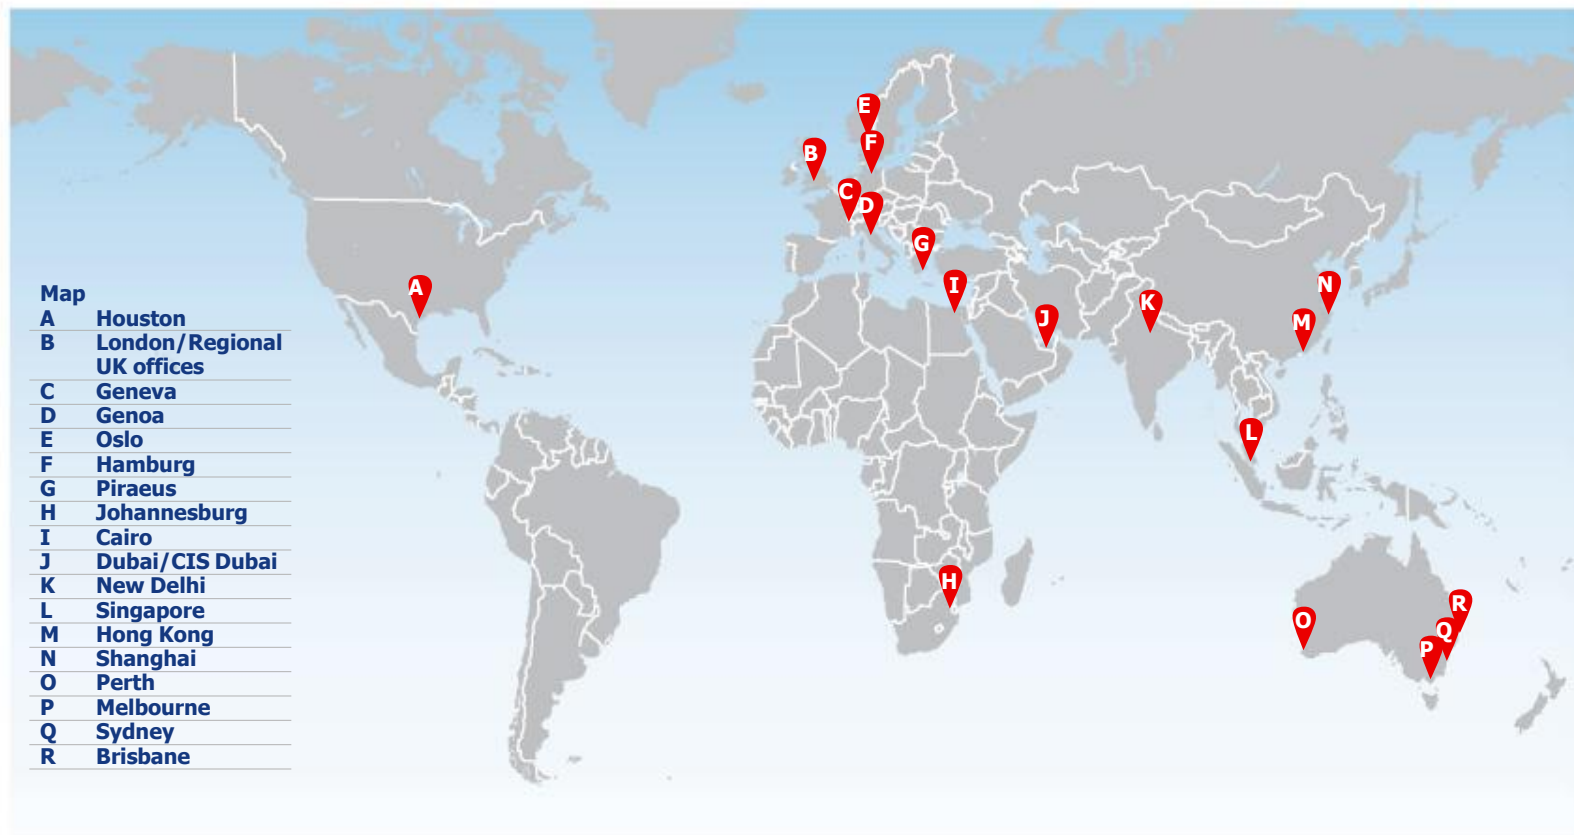 Map
A Houston
B London/Regional
UK offices
C Geneva
D Genoa
E Oslo
F Hamburg
G Piraeus
H Johannesburg
I Cairo
J Dubai/CIS Dubai
K New Delhi
L Singapore
M Hong Kong
N Shanghai
O Perth
P Melbourne
Q Sydney
R Brisbane
E
F
B
C
D
G
A
I
J
K
N
M
L
H
O
R
Q
P